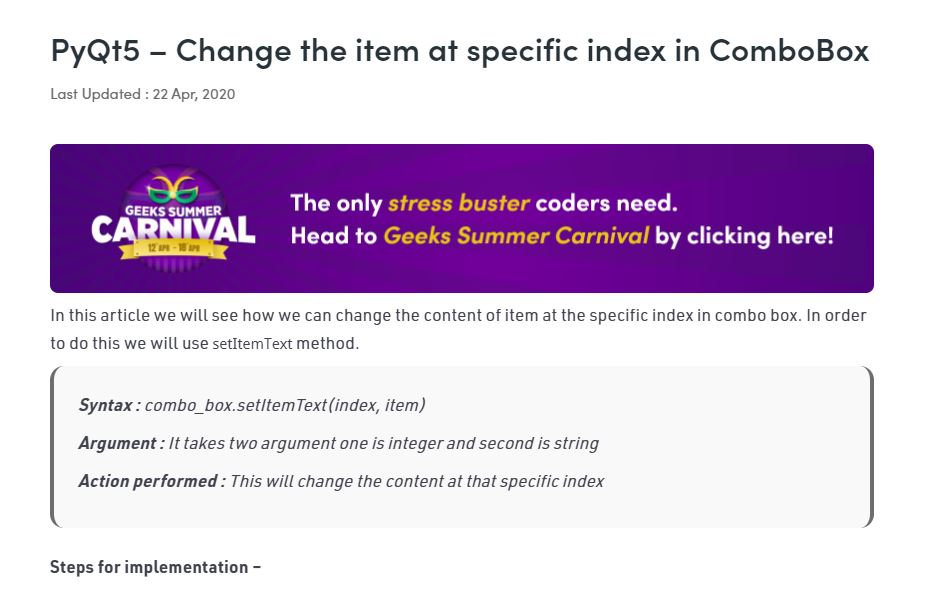 PyQt5 – Change the item at specific index in ComboBox
Last Updated : 22 Apr, 2020
GEEKS SUMMER
CARNIVAL
12 APR - 18 APR
The only stress buster coders need.
Head to Geeks Summer Carnival by clicking here!
In this article we will see how we can change the content of item at the specific index in combo box. In order
to do this we will use setItemText method.
Syntax : combo_box.setItemText(index, item)
Argument : It takes two argument one is integer and second is string
Action performed : This will change the content at that specific index
Steps for implementation –